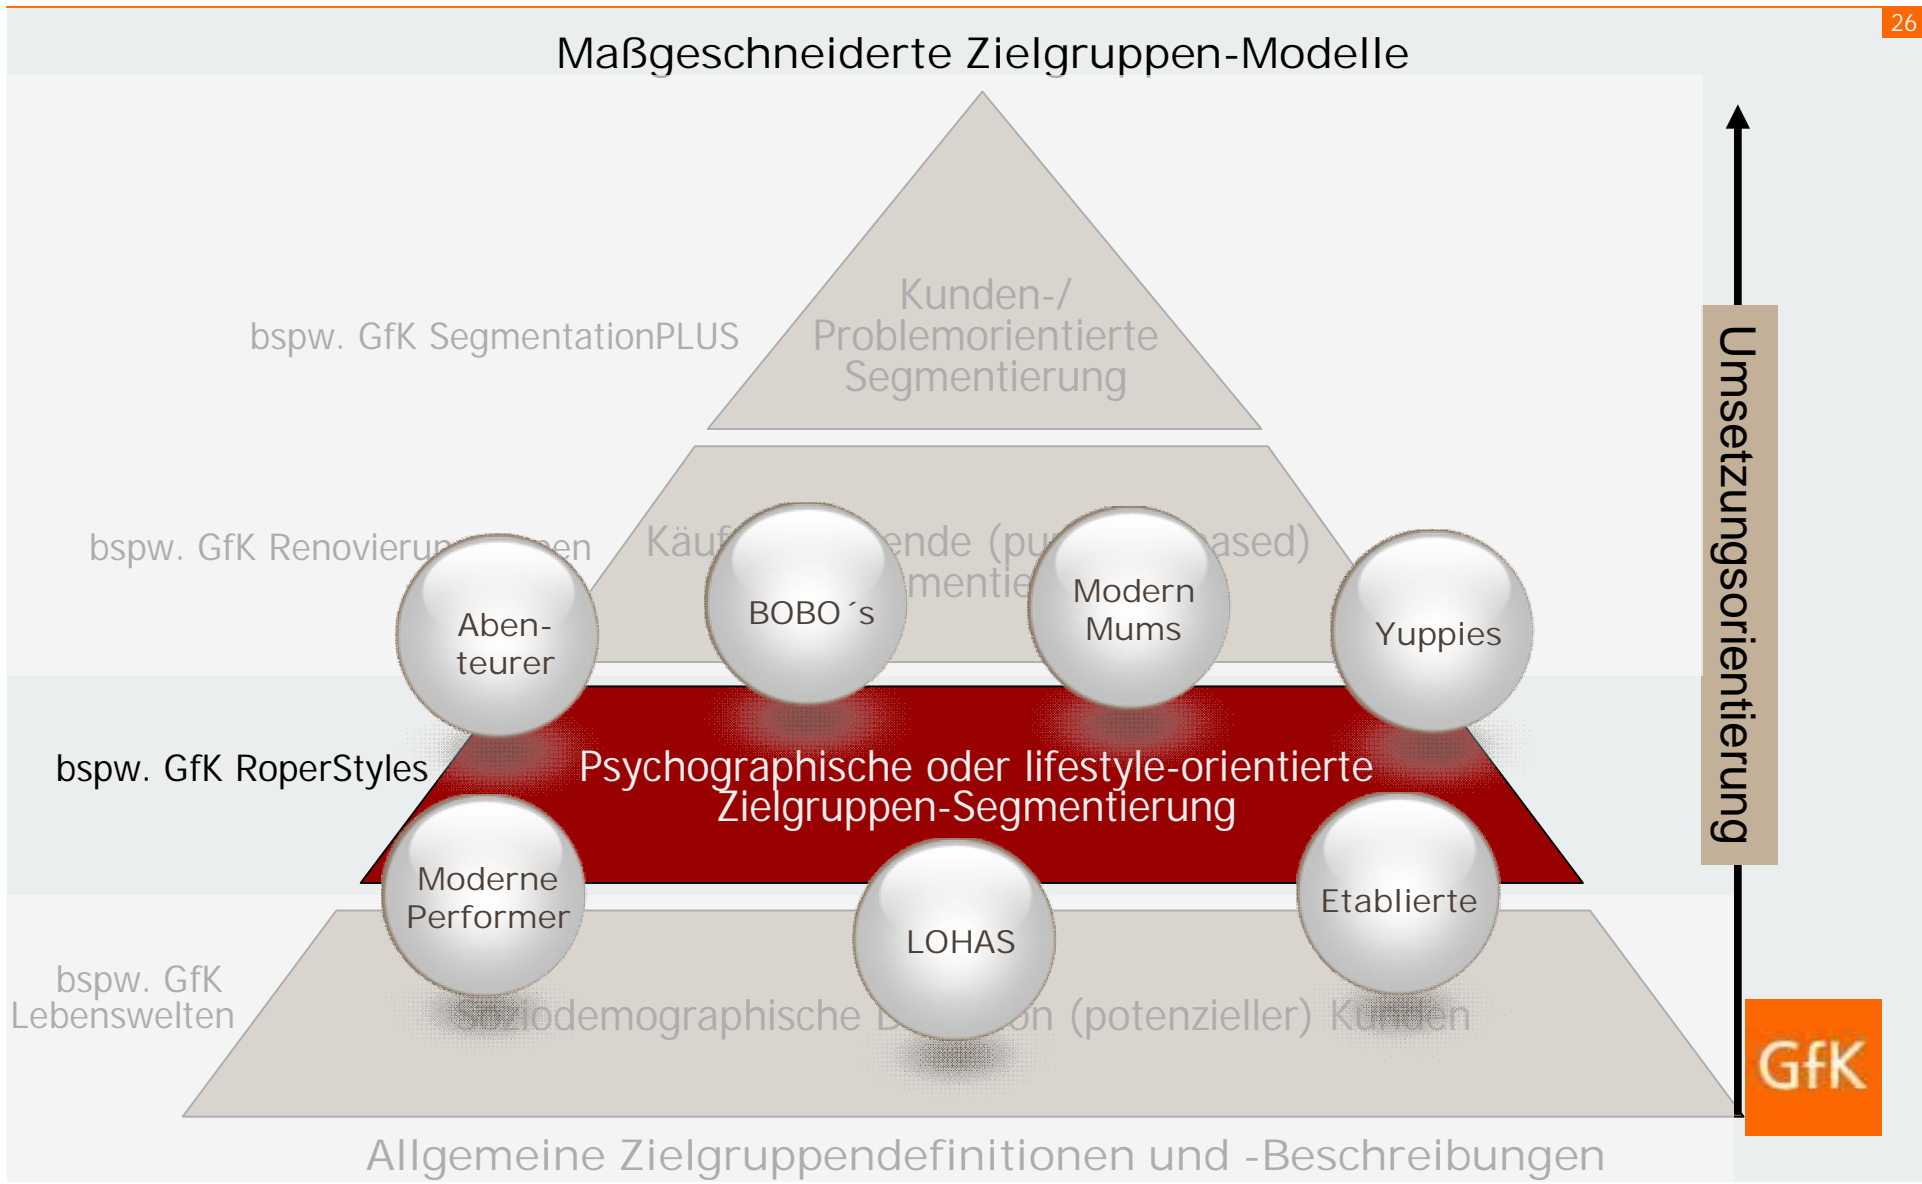 26
Maßgeschneiderte Zielgruppen-Modelle
Kunden-/
Problemorientierte
Segmentierung
bspw. GfK SegmentationPLUS
bspw. GfK
(
Aben-
teurer
BOBO´s
Modern
Mums
Yuppies
bspw. GfK RoperStyles
Psychographische oder lifestyle-orientierte
Zielgruppen-Segmentierung
Moderne
Performer
LOHAS
Etablierte
bspw. GfK
Lebenswelten
Soziodemographische (potenzieller) Kunden
Allgemeine Zielgruppendefinitionen und -Beschreibungen
Umsetzungsorientierung
GfK